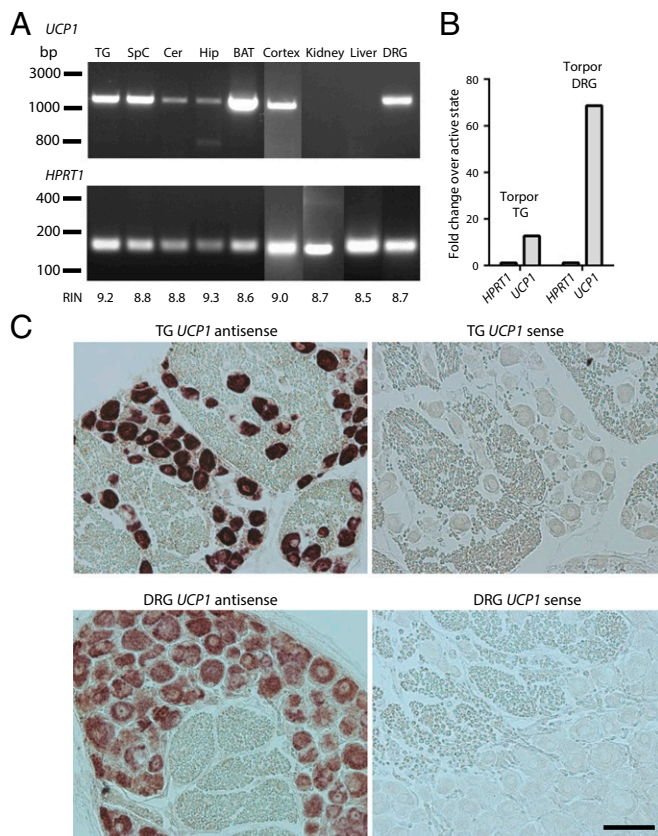 A
UCP1
bp
TG SpC Cer Hip BAT Cortex Kidney Liver DRG
3000
1000
800
HPRT1
400
200
100
RIN 9.2 8.8 8.8 9.3 8.6 9.0 8.7 8.5 8.7
B
Fold change over active state
80
60
40
20
0
Torpor
DRG
Torpor
TG
HPRT1 UCP1 HPRT1 UCP1
C
TG UCP1 antisense
TG UCP1 sense
DRG UCP1 antisense
DRG UCP1 sense